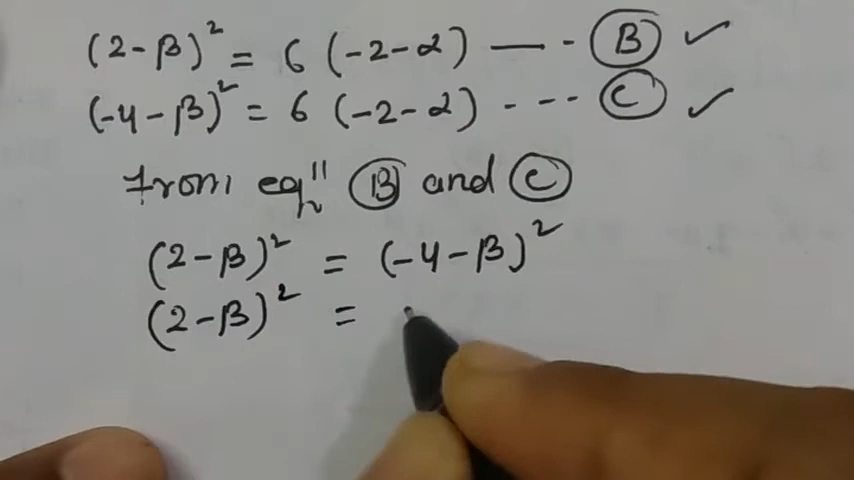 (2-β)² = 6 (-2-α) — - B ✓
(-4-β)² = 6 (-2-α) - - - C ✓
From eqⁿ B and C
(2-β)² = (-4-β)²
(2-β)² =